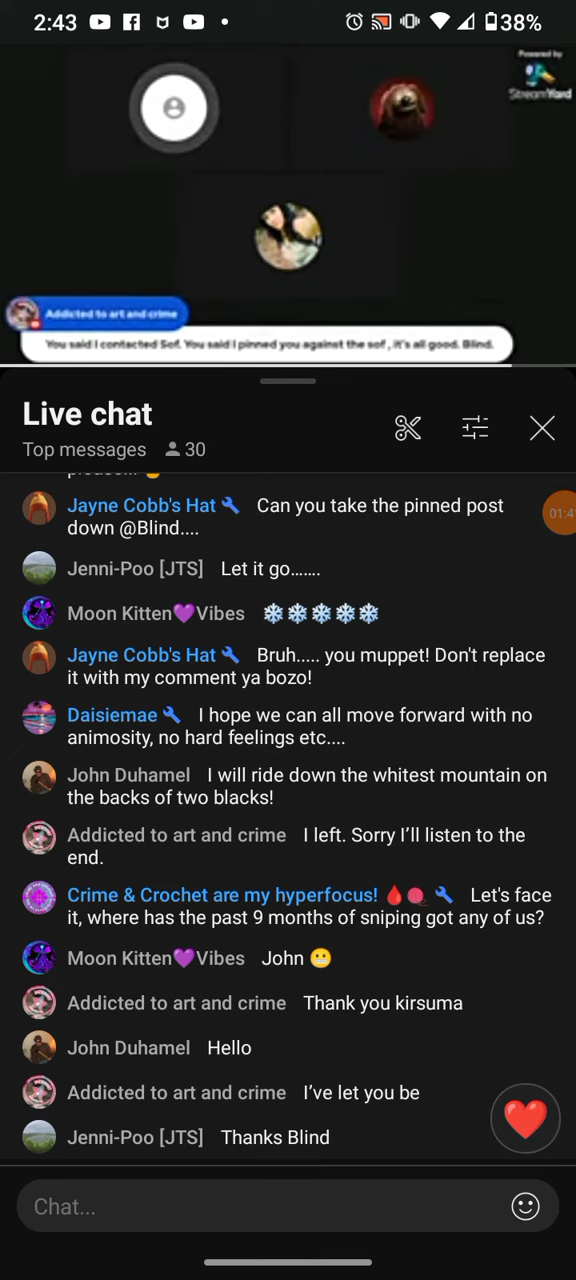 2:43
38%
Powered by
StreamYard
Addicted to art and crime
You said I contacted Sof. You said I pinned you against the sof , it's all good. Blind.
Live chat
Top messages 30
Jayne Cobb's Hat 🔧 Can you take the pinned post
down @Blind....
01:4
Jenni-Poo [JTS] Let it go…….
Moon Kitten💜Vibes ❄️❄️❄️❄️❄️
Jayne Cobb's Hat 🔧 Bruh..... you muppet! Don't replace
it with my comment ya bozo!
Daisiemae 🔧 I hope we can all move forward with no
animosity, no hard feelings etc....
John Duhamel I will ride down the whitest mountain on
the backs of two blacks!
Addicted to art and crime I left. Sorry I’ll listen to the
end.
Crime & Crochet are my hyperfocus! 🩸🧶 🔧 Let's face
it, where has the past 9 months of sniping got any of us?
Moon Kitten💜Vibes John 😬
Addicted to art and crime Thank you kirsuma
John Duhamel Hello
Addicted to art and crime I’ve let you be
Jenni-Poo [JTS] Thanks Blind
Chat...